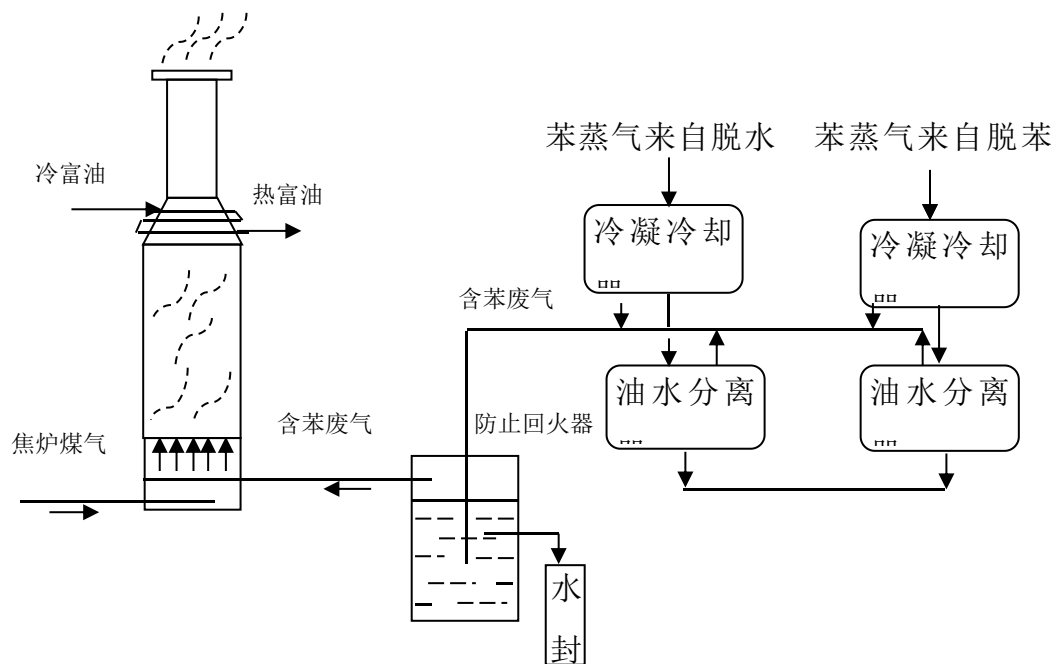 苯蒸气来自脱水
苯蒸气来自脱苯
冷富油
热富油
冷凝冷却
冷凝冷却
含苯废气
油水分离
油水分离
焦炉煤气
含苯废气
防止回火器
水
封